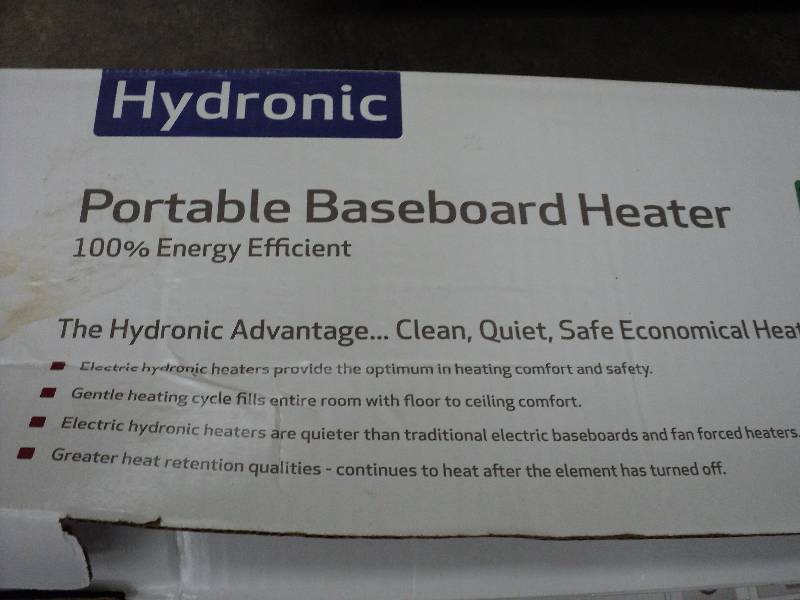 Hydronic
Portable Baseboard Heater
100% Energy Efficient
The Hydronic Advantage... Clean, Quiet, Safe Economical Heat
Electric hydronic heaters provide the optimum in heating comfort and safety.
Gentle heating cycle fills entire room with floor to ceiling comfort.
Electric hydronic heaters are quieter than traditional electric baseboards and fan forced heaters.
Greater heat retention qualities - continues to heat after the element has turned off.